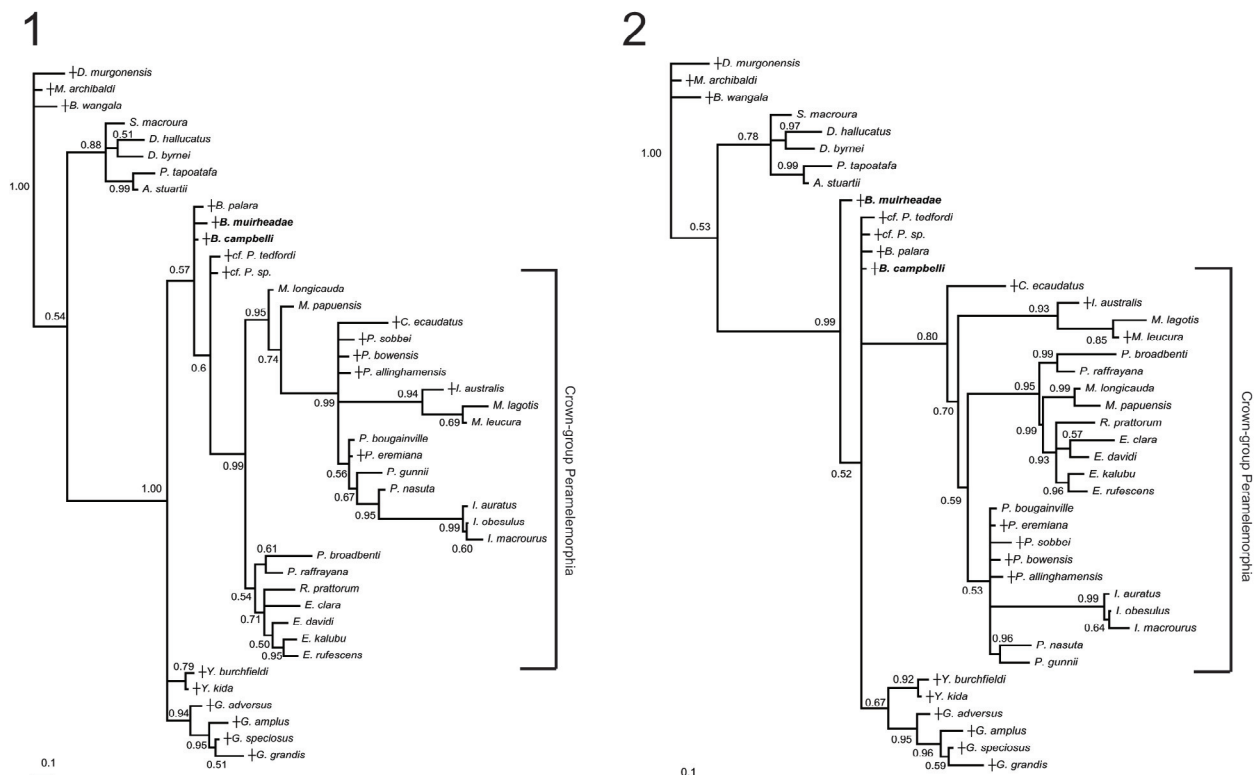 1
┼D. murgonensis
┼M. archibaldi
┼B. wangala
S. macroura
0.51
D. hallucatus
0.88
D. byrnei
P. tapoatafa
1.00
0.99
A. stuartii
┼B. palara
┼B. muirheadae
┼B. campbelli
┼cf. P. tedfordi
0.57
┼cf. P. sp.
M. longicauda
0.95
M. papuensis
┼C. ecaudatus
0.54
┼P. sobbei
┼P. bowensis
0.74
0.6
┼P. allinghamensis
┼I. australis
0.94
0.99
M. lagotis
0.69
M. leucura
P. bougainville
┼P. eremiana
0.99
0.56
P. gunnii
0.67
P. nasuta
1.00
I. auratus
0.95
I. obesulus
0.99
I. macrourus
0.60
0.61
P. broadbenti
P. raffrayana
R. prattorum
0.54
E. clara
0.71
E. davidi
E. kalubu
0.50
0.95
E. rufescens
0.79
┼Y. burchfieldi
┼Y. kida
┼G. adversus
0.94
┼G. amplus
┼G. speciosus
0.95
┼G. grandis
0.51
0.1
Crown-group Peramelemorphia
2
┼D. murgonensis
┼M. archibaldi
┼B. wangala
S. macroura
0.97
D. hallucatus
0.78
D. byrnei
1.00
0.99
P. tapoatafa
A. stuartii
┼B. muirheadae
┼cf. P. tedfordi
0.53
┼cf. P. sp.
┼B. palara
┼B. campbelli
┼C. ecaudatus
0.93
┼I. australis
0.99
M. lagotis
0.80
0.85
┼M. leucura
0.99
P. broadbenti
P. raffrayana
0.95
0.99
M. longicauda
0.70
M. papuensis
0.99
R. prattorum
0.57
E. clara
0.93
E. davidi
0.52
E. kalubu
0.59
0.96
E. rufescens
P. bougainville
┼P. eremiana
┼P. sobbei
┼P. bowensis
┼P. allinghamensis
0.53
0.99
I. auratus
I. obesulus
0.64
I. macrourus
0.96
P. nasuta
P. gunnii
0.92
┼Y. burchfieldi
0.67
┼Y. kida
┼G. adversus
0.95
┼G. amplus
0.96
┼G. speciosus
0.59
┼G. grandis
0.1
Crown-group Peramelemorphia